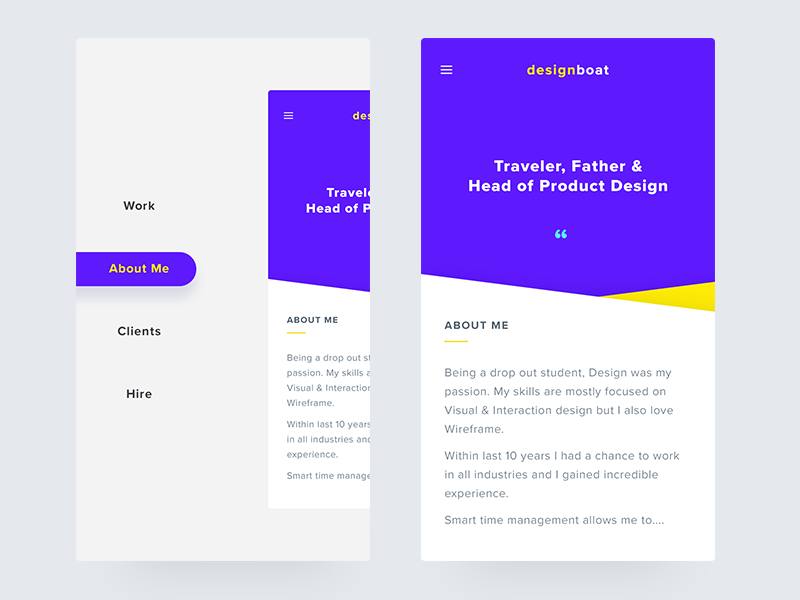 Work
About Me
Clients
Hire
des
Travel
Head of P
ABOUT ME
Being a drop out st
passion. My skills a
Visual & Interaction
Wireframe.
Within last 10 years
in all industries and
experience.
Smart time manage
designboat
Traveler, Father &
Head of Product Design
“
ABOUT ME
Being a drop out student, Design was my
passion. My skills are mostly focused on
Visual & Interaction design but I also love
Wireframe.
Within last 10 years I had a chance to work
in all industries and I gained incredible
experience.
Smart time management allows me to....